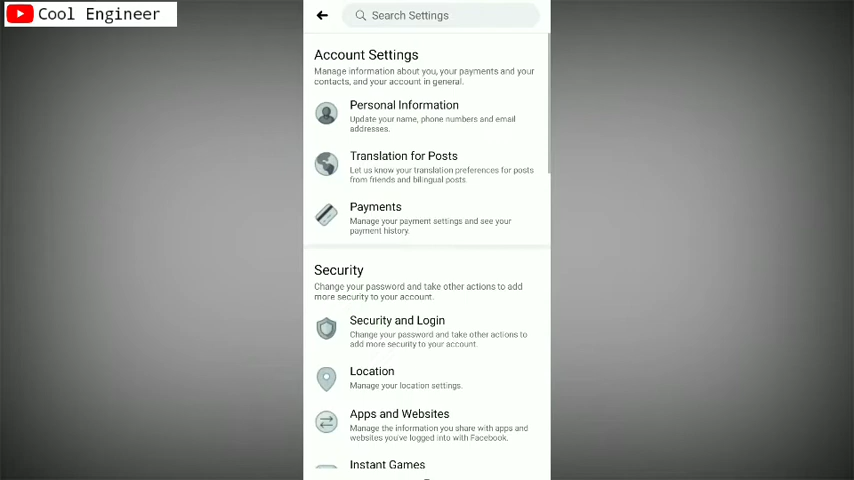 Cool Engineer
Search Settings
Account Settings
Manage information about you, your payments and your
contacts, and your account in general.
Personal Information
Update your name, phone numbers and email
addresses.
Translation for Posts
Let us know your translation preferences for posts
from friends and bilingual posts.
Payments
Manage your payment settings and see your
payment history.
Security
Change your password and take other actions to add
more security to your account.
Security and Login
Change your password and take other actions to
add more security to your account.
Location
Manage your location settings.
Apps and Websites
Manage the information you share with apps and
websites you've logged into with Facebook.
Instant Games